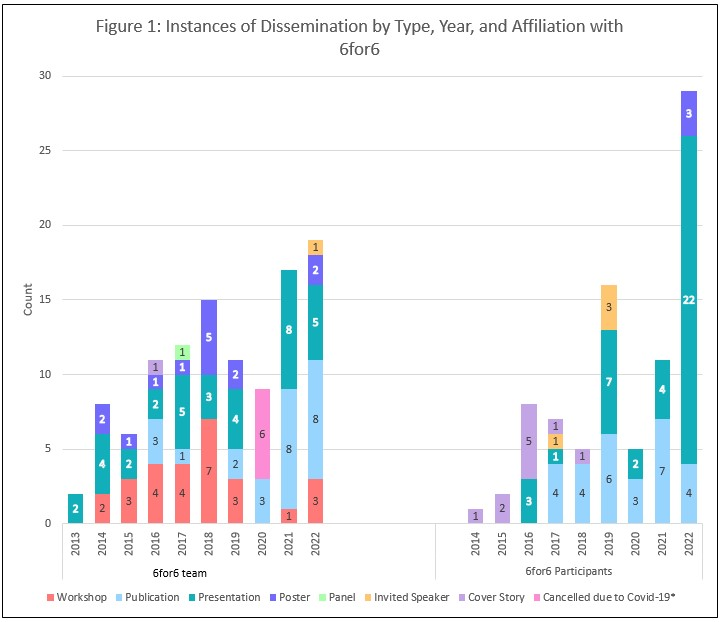 Figure 1: Instances of Dissemination by Type, Year, and Affiliation with
6for6
30
25
20
15
10
5
0
Count
2
2 4 2
3 2 1
4 3 2 1 1
4 1 5 1 1
7 3 5
3 2 4 2
3 6
1 8 8
3 8 5 2 1
1
2
3 5
4 1 1 1
4 1
6 7 3
3 2
7 4
4 22 3
2013 2014 2015 2016 2017 2018 2019 2020 2021 2022 2014 2015 2016 2017 2018 2019 2020 2021 2022
6for6 team 6for6 Participants
Workshop Publication Presentation Poster Panel Invited Speaker Cover Story Cancelled due to Covid-19*